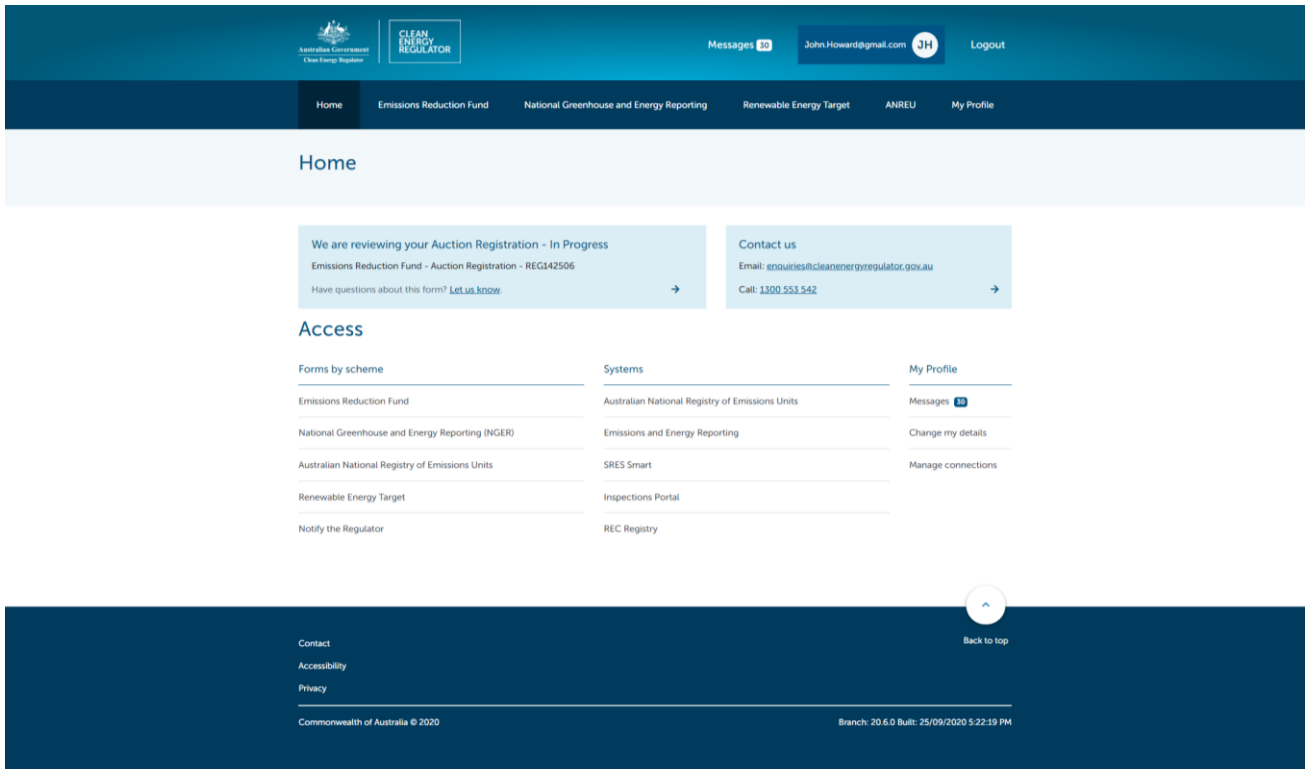 Australian Government
Clean Energy Regulator
CLEAN
ENERGY
REGULATOR
Messages 30
John.Howard@gmail.com JH
Logout
Home Emissions Reduction Fund National Greenhouse and Energy Reporting Renewable Energy Target ANREU My Profile
Home
We are reviewing your Auction Registration - In Progress
Emissions Reduction Fund - Auction Registration - REG142506
Have questions about this form? Let us know.
Contact us
Email: enquiries@cleanenergyregulator.gov.au
Call: 1300 553 542
Access
Forms by scheme
Emissions Reduction Fund
National Greenhouse and Energy Reporting (NGER)
Australian National Registry of Emissions Units
Renewable Energy Target
Notify the Regulator
Systems
Australian National Registry of Emissions Units
Emissions and Energy Reporting
SRES Smart
Inspections Portal
REC Registry
My Profile
Messages 30
Change my details
Manage connections
Back to top
Contact
Accessibility
Privacy
Commonwealth of Australia © 2020
Branch: 20.6.0 Built: 25/09/2020 5:22:19 PM